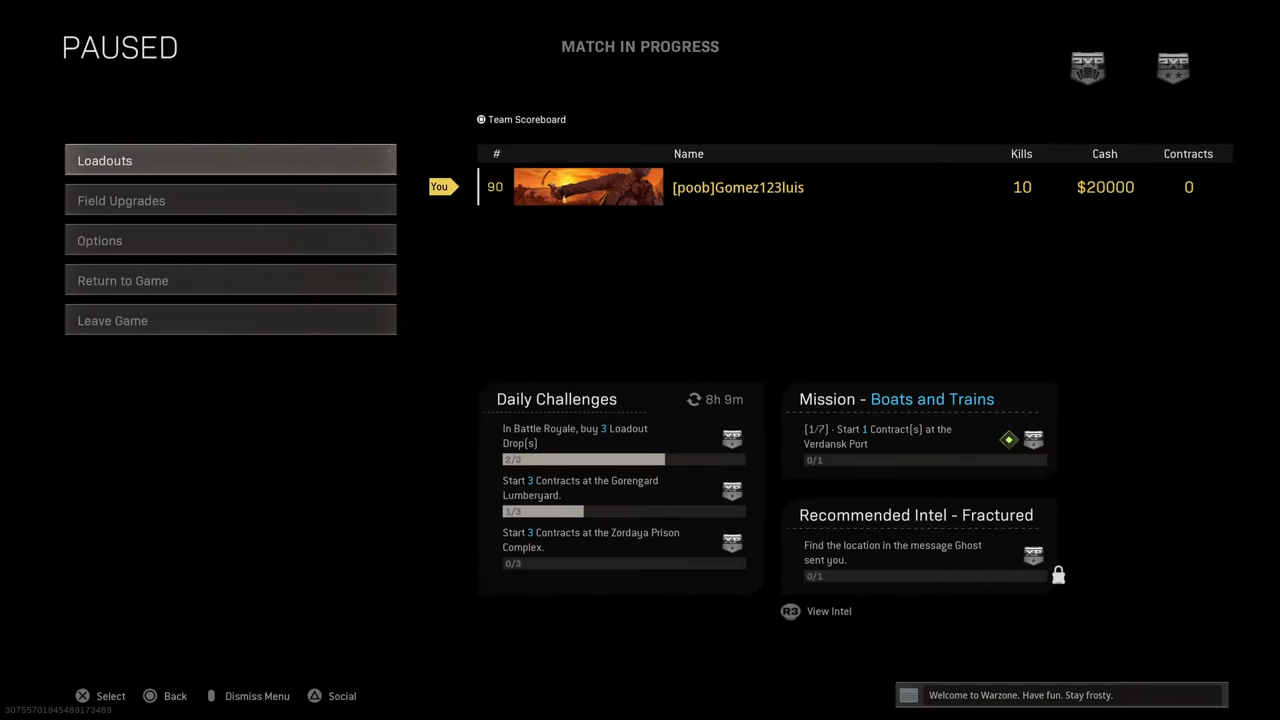 PAUSED
MATCH IN PROGRESS
Team Scoreboard
# Name Kills Cash Contracts
You 90 [poob]Gomez123luis 10 $20000 0
Loadouts
Field Upgrades
Options
Return to Game
Leave Game
Daily Challenges 8h 9m
In Battle Royale, buy 3 Loadout
Drop(s)
2/3
Start 3 Contracts at the Gorengard
Lumberyard.
1/3
Start 3 Contracts at the Zordaya Prison
Complex.
0/3
Mission - Boats and Trains
(1/7) - Start 1 Contract(s) at the
Verdansk Port
0/1
Recommended Intel - Fractured
Find the location in the message Ghost
sent you.
0/1
R3 View Intel
Select Back Dismiss Menu Social
30755701945489173489
Welcome to Warzone. Have fun. Stay frosty.